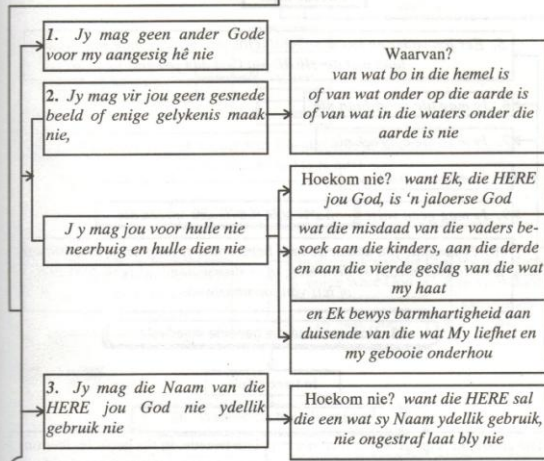 1. Jy mag geen ander Gode
voor my aangesig hê nie
2. Jy mag vir jou geen gesnede
beeld of enige gelykenis maak
nie,
Waarvan?
van wat bo in die hemel is
of van wat onder op die aarde is
of van wat in die waters onder die
aarde is nie
J y mag jou voor hulle nie
neerbuig en hulle dien nie
Hoekom nie? want Ek, die HERE
jou God, is 'n jaloerse God
wat die misdaad van die vaders be-
soek aan die kinders, aan die derde
en aan die vierde geslag van die wat
my haat
en Ek bewys barmhartigheid aan
duisende van die wat My liefhet en
my gebooie onderhou
3. Jy mag die Naam van die
HERE jou God nie ydellik
gebruik nie
Hoekom nie? want die HERE sal
die een wat sy Naam ydellik gebruik,
nie ongestraf laat bly nie